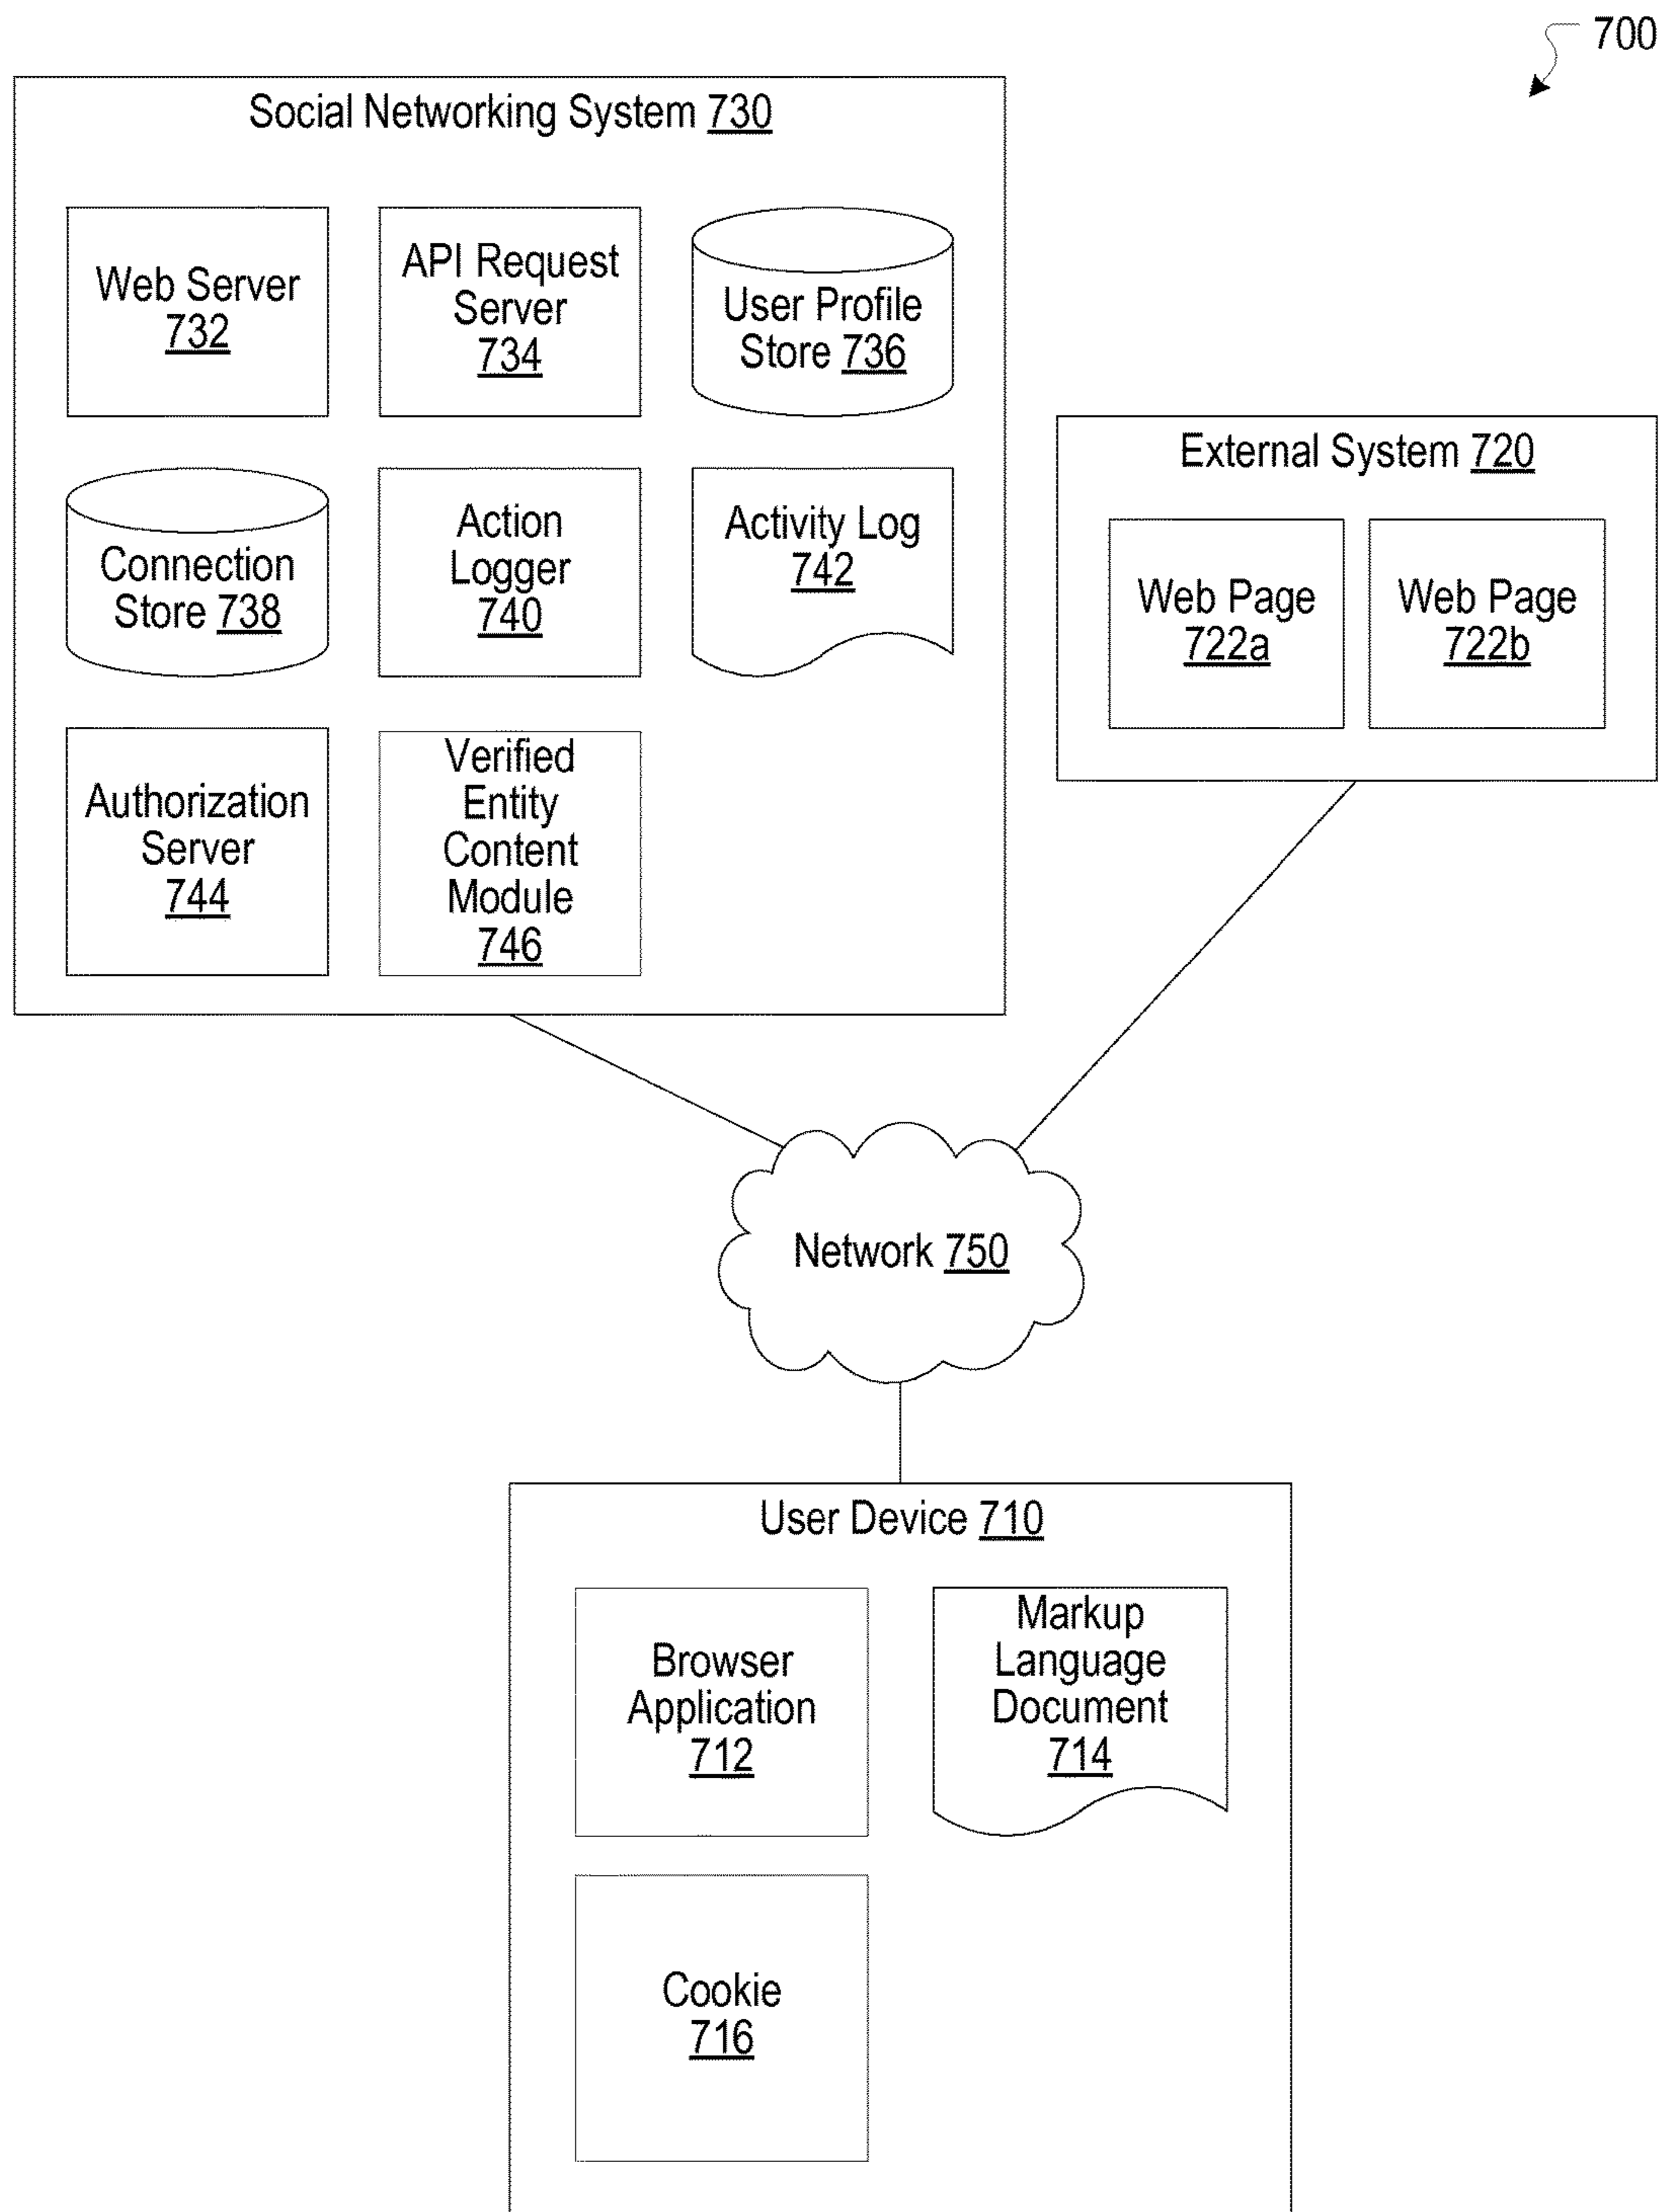 700
Social Networking System 730
Web Server
732
API Request
Server
734
User Profile
Store 736
Connection
Store 738
Action
Logger
740
Activity Log
742
Authorization
Server
744
Verified
Entity
Content
Module
746
External System 720
Web Page
722a
Web Page
722b
Network 750
User Device 710
Browser
Application
712
Markup
Language
Document
714
Cookie
716